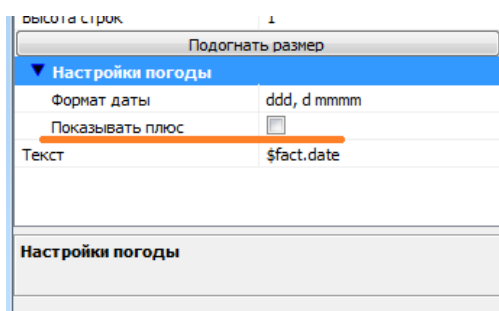 Высота строк 1
Подогнать размер
Настройки погоды
Формат даты ddd, d mmmm
Показывать плюс
Текст $fact.date
Настройки погоды